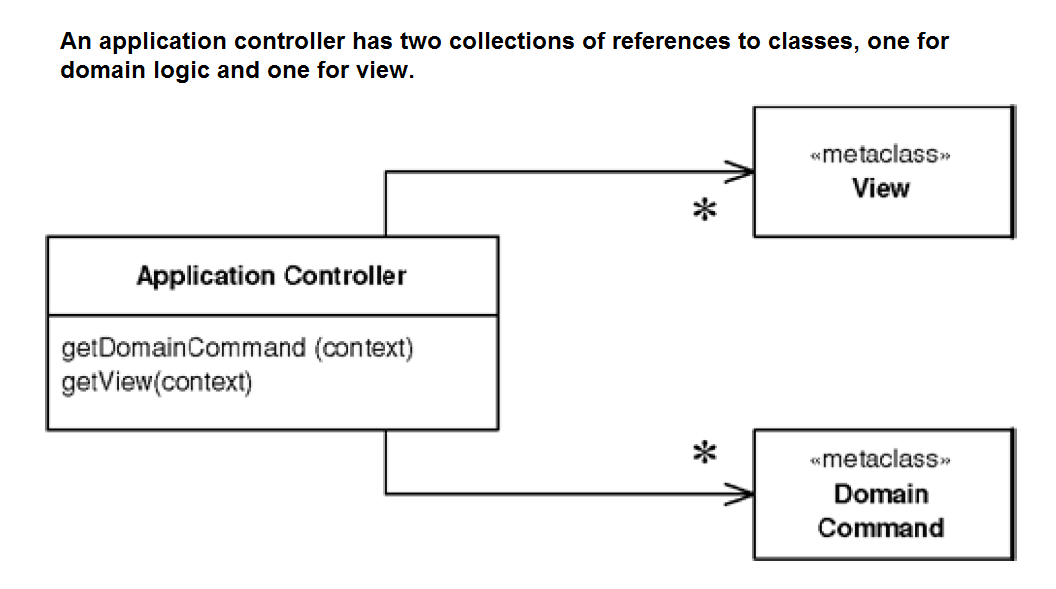 An application controller has two collections of references to classes, one for
domain logic and one for view.
«metaclass»
View
*
Application Controller
getDomainCommand (context)
getView(context)
*
«metaclass»
Domain
Command